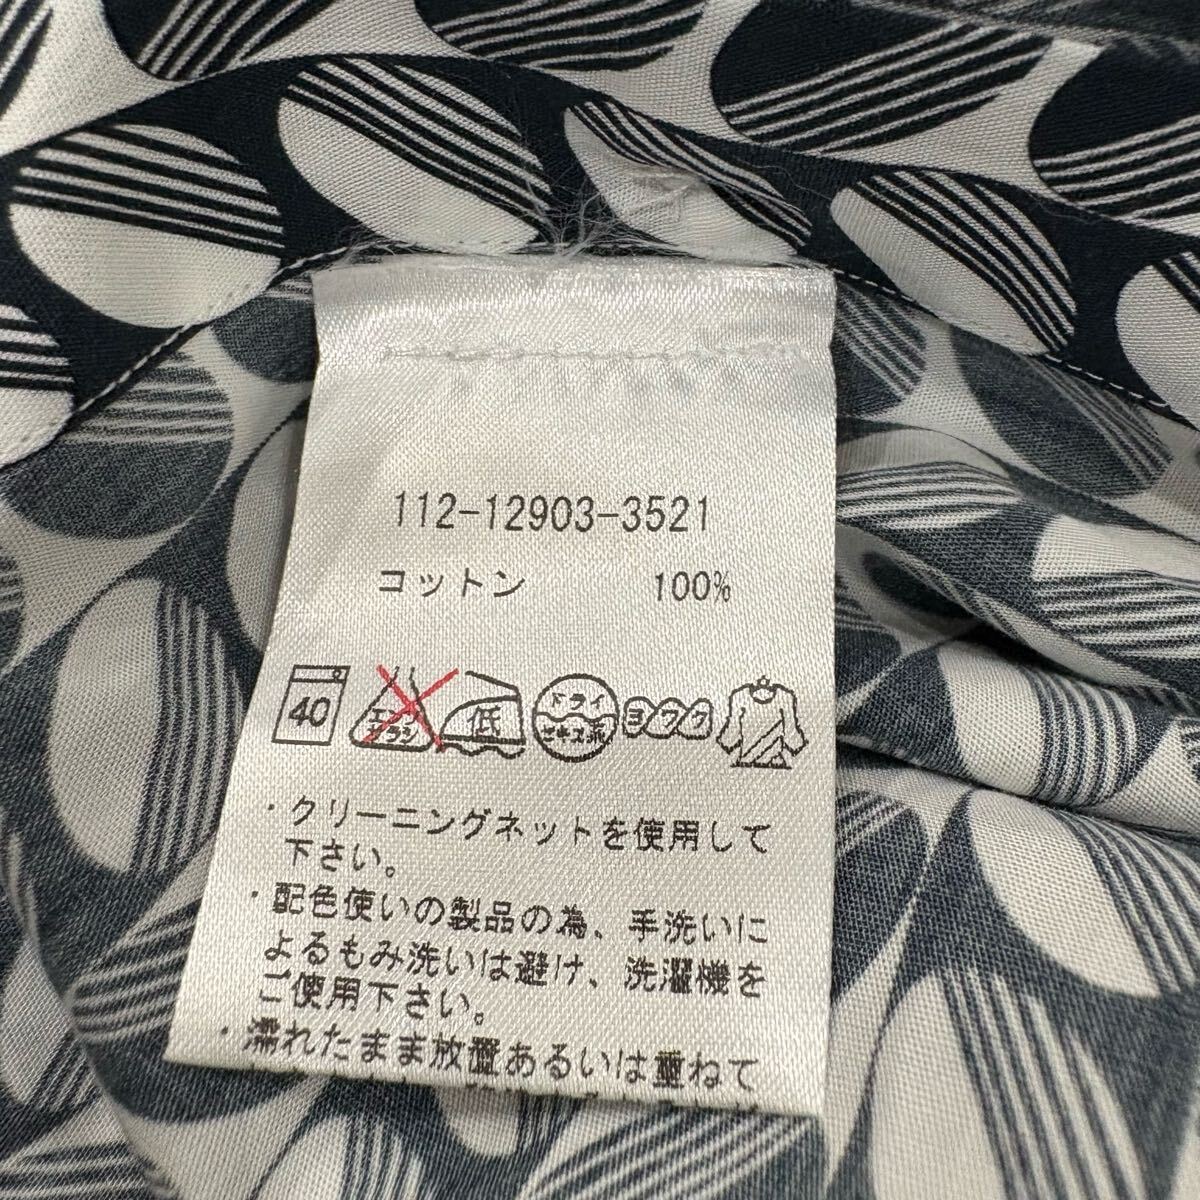 112-12903-3521
コットン 100%
40 エンソ サラシ 低 ドライ セキユ系 ヨワク
・クリーニングネットを使用して
下さい。
・配色使いの製品の為、手洗いに
よるもみ洗いは避け、洗濯機を
ご使用下さい。
・濡れたまま放置あるいは重ねて